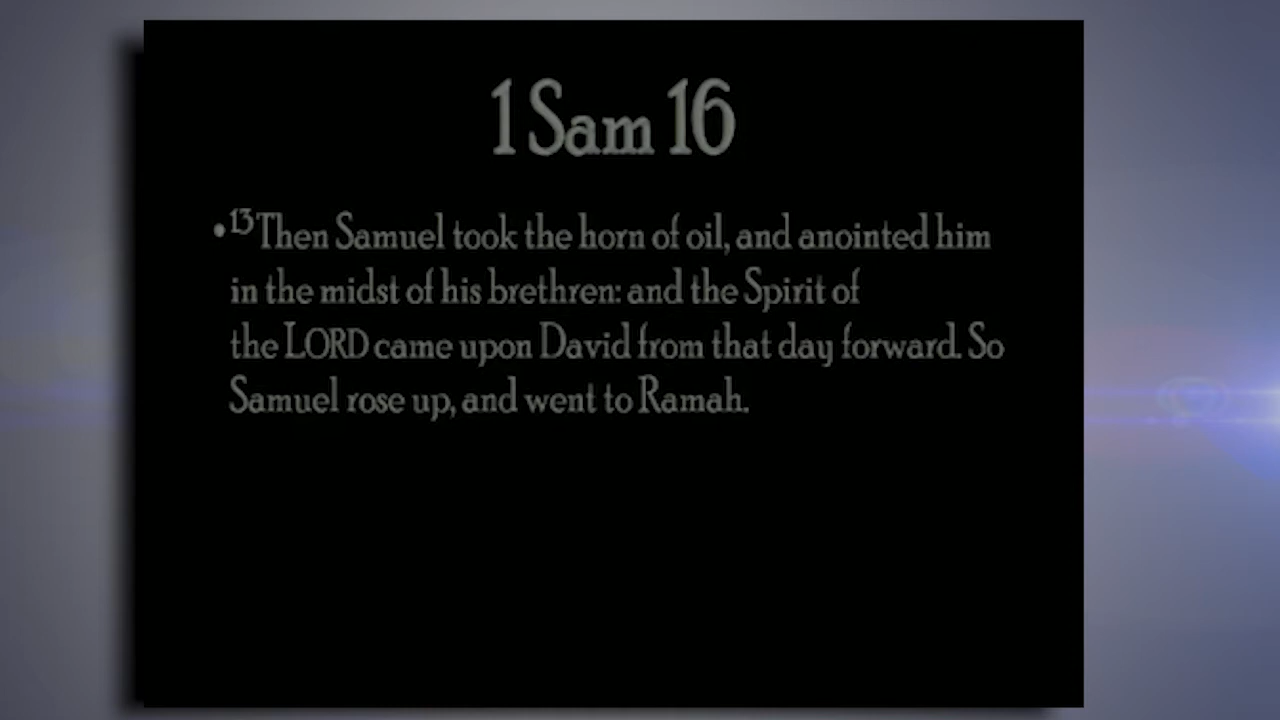 1 Sam 16
•13 Then Samuel took the horn of oil, and anointed him
in the midst of his brethren: and the Spirit of
the LORD came upon David from that day forward. So
Samuel rose up, and went to Ramah.